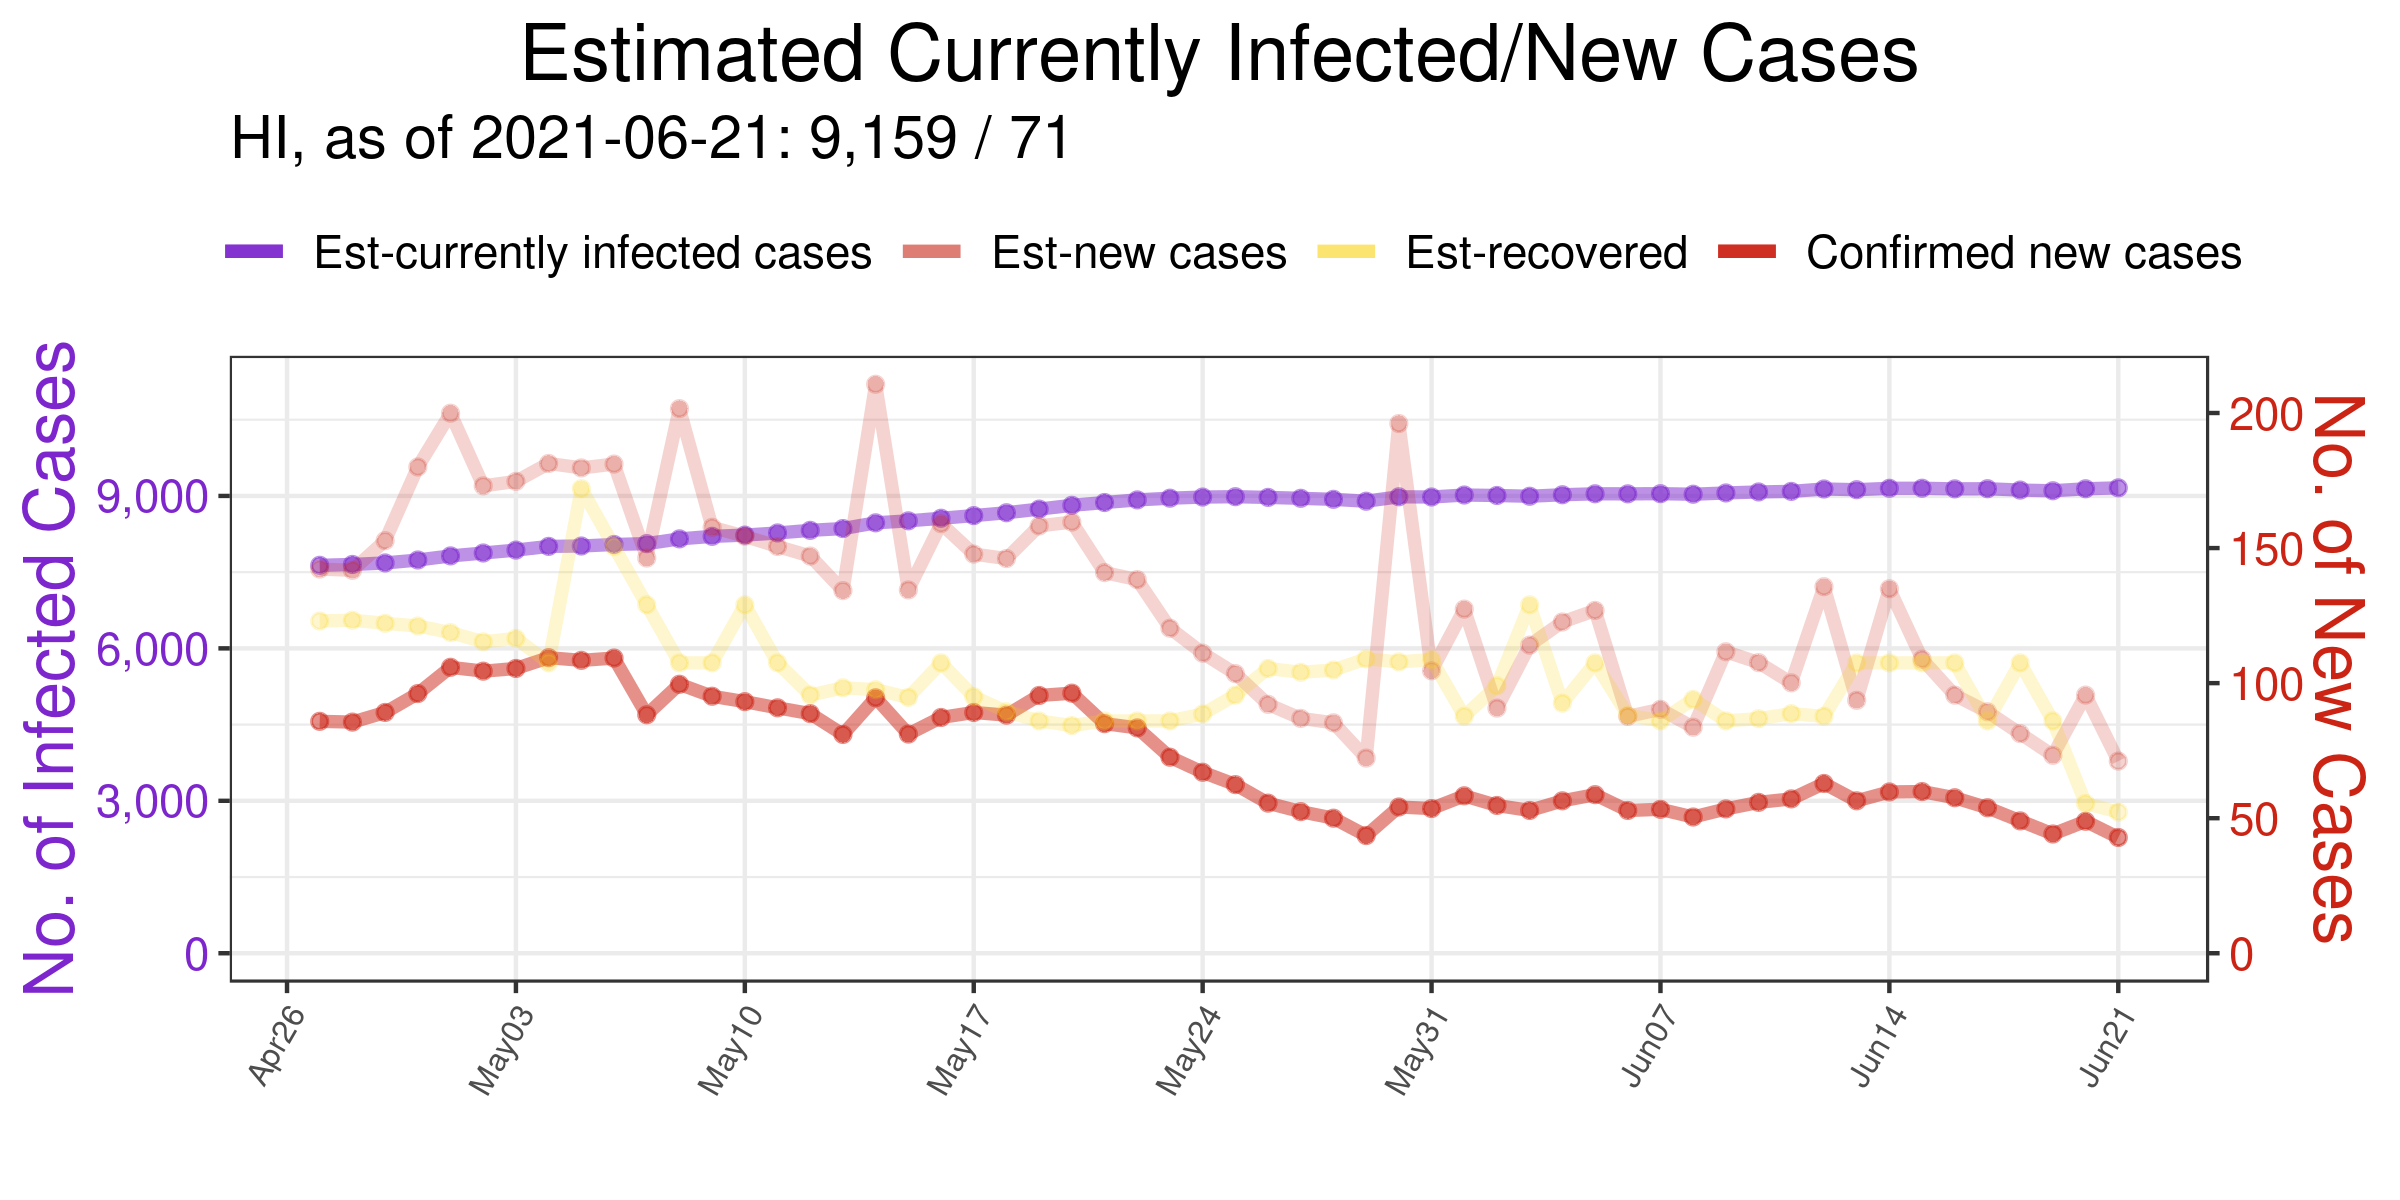 Estimated Currently Infected/New Cases
HI, as of 2021-06-21: 9,159 / 71
Est-currently infected cases Est-new cases Est-recovered Confirmed new cases
No. of Infected Cases
9,000
6,000
3,000
0
200
150
100
50
0
No. of New Cases
Apr26 May03 May10 May17 May24 May31 Jun07 Jun14 Jun21